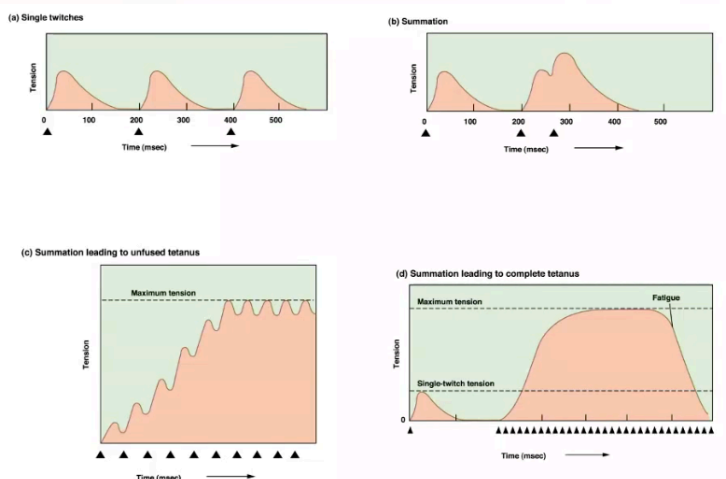 (a) Single twitches
Tension
0 100 200 300 400 500
Time (msec)
(b) Summation
Tension
0 100 200 300 400 500
Time (msec)
(c) Summation leading to unfused tetanus
Maximum tension
Tension
Time (msec)
(d) Summation leading to complete tetanus
Maximum tension
Fatigue
Tension
Single-twitch tension
0
Time (msec)